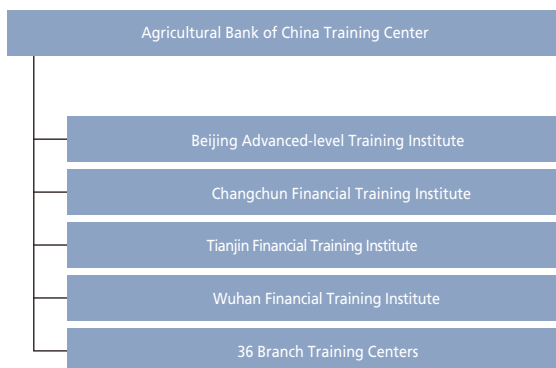 Agricultural Bank of China Training Center
Beijing Advanced-level Training Institute
Changchun Financial Training Institute
Tianjin Financial Training Institute
Wuhan Financial Training Institute
36 Branch Training Centers